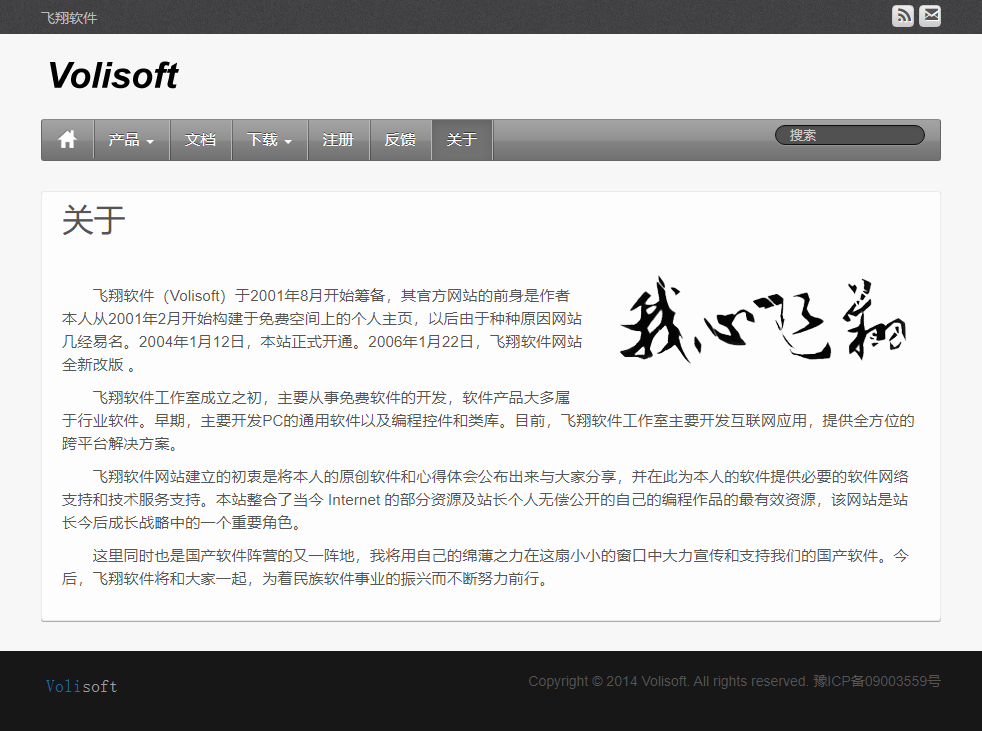 飞翔软件
Volisoft
产品 文档 下载 注册 反馈 关于 搜索
关于
我心飞翔
飞翔软件（Volisoft）于2001年8月开始筹备，其官方网站的前身是作者
本人从2001年2月开始构建于免费空间上的个人主页，以后由于种种原因网站
几经易名。2004年1月12日，本站正式开通。2006年1月22日，飞翔软件网站
全新改版 。
飞翔软件工作室成立之初，主要从事免费软件的开发，软件产品大多属
于行业软件。早期，主要开发PC的通用软件以及编程控件和类库。目前，飞翔软件工作室主要开发互联网应用，提供全方位的
跨平台解决方案。
飞翔软件网站建立的初衷是将本人的原创软件和心得体会公布出来与大家分享，并在此为本人的软件提供必要的软件网络
支持和技术服务支持。本站整合了当今 Internet 的部分资源及站长个人无偿公开的自己的编程作品的最有效资源，该网站是站
长今后成长战略中的一个重要角色。
这里同时也是国产软件阵营的又一阵地，我将用自己的绵薄之力在这扇小小的窗口中大力宣传和支持我们的国产软件。今
后，飞翔软件将和大家一起，为着民族软件事业的振兴而不断努力前行。
Volisoft
Copyright © 2014 Volisoft. All rights reserved. 豫ICP备09003559号